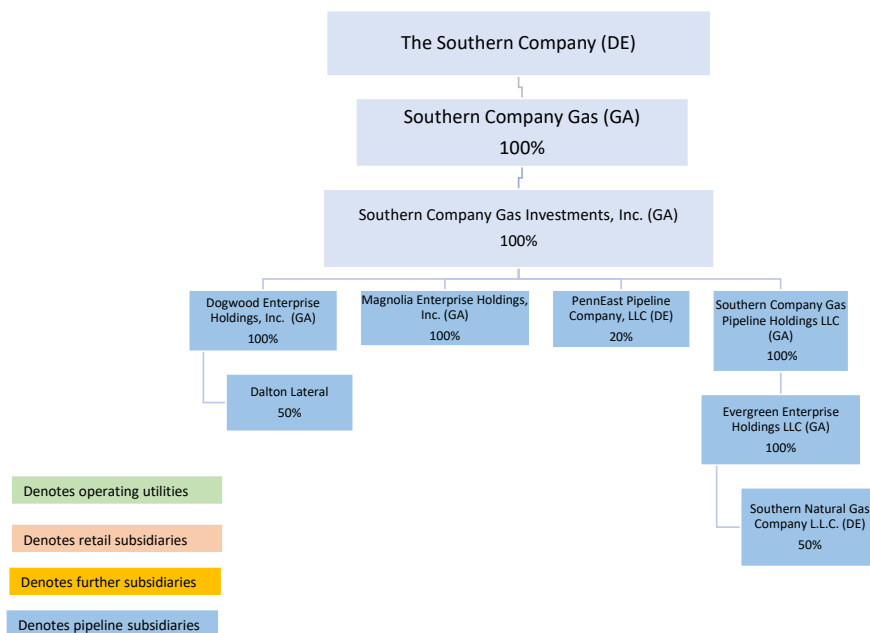 The Southern Company (DE)
Southern Company Gas (GA)
100%
Southern Company Gas Investments, Inc. (GA)
100%
Dogwood Enterprise
Holdings, Inc. (GA)
100%
Magnolia Enterprise Holdings,
Inc. (GA)
100%
PennEast Pipeline
Company, LLC (DE)
20%
Southern Company Gas
Pipeline Holdings LLC
(GA)
100%
Dalton Lateral
50%
Evergreen Enterprise
Holdings LLC (GA)
100%
Southern Natural Gas
Company L.L.C. (DE)
50%
Denotes operating utilities
Denotes retail subsidiaries
Denotes further subsidiaries
Denotes pipeline subsidiaries